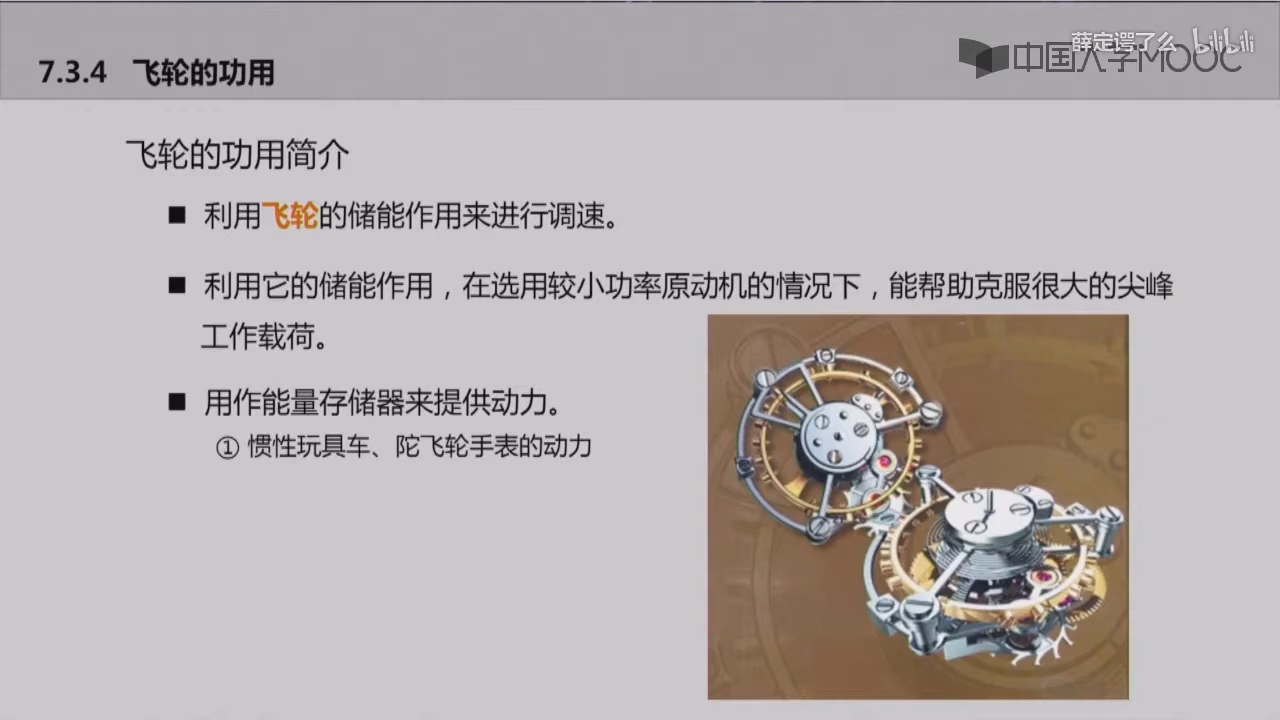 薛定谔了么 bilibili
中国大学MOOC
7.3.4 飞轮的功用
飞轮的功用简介
■ 利用飞轮的储能作用来进行调速。
■ 利用它的储能作用，在选用较小功率原动机的情况下，能帮助克服很大的尖峰
工作载荷。
■ 用作能量存储器来提供动力。
① 惯性玩具车、陀飞轮手表的动力